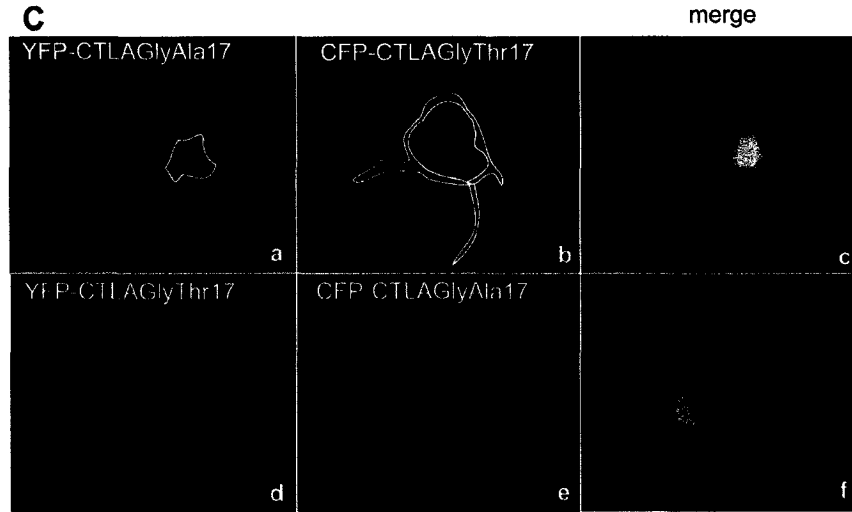 C
merge
YFP-CTLAGlyAla17
CFP-CTLAGlyThr17
a
b
c
YFP-CTLAGlyThr17
CFP CTLAGlyAla17
d
e
f